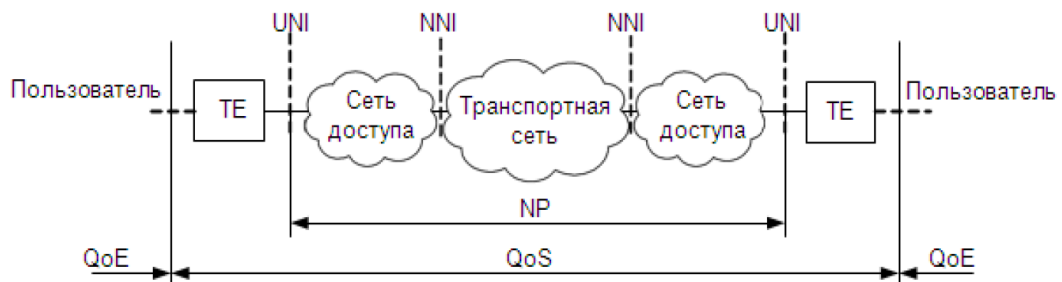 UNI NNI NNI UNI
Пользователь TE Сеть доступа Транспортная сеть Сеть доступа TE Пользователь
NP
QoE QoS QoE